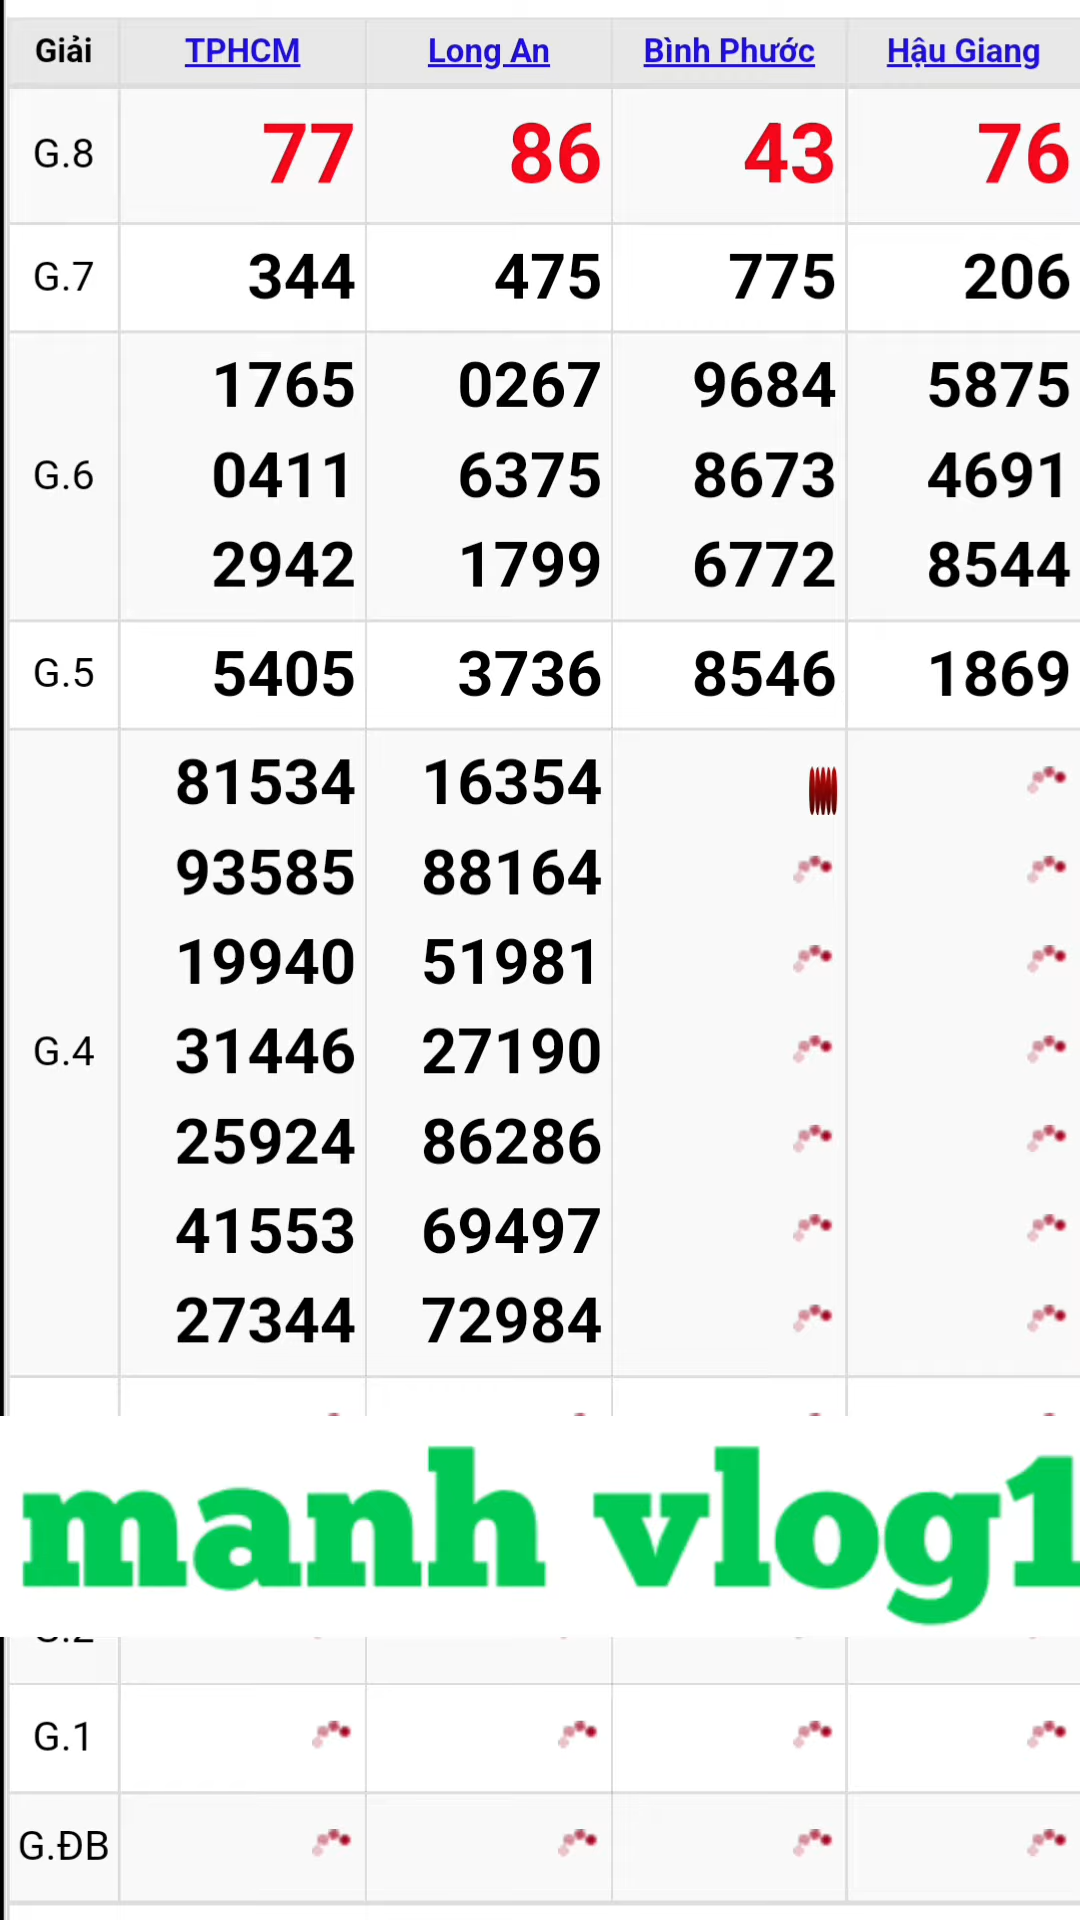 Giải TPHCM Long An Bình Phước Hậu Giang
G.8 77 86 43 76
G.7 344 475 775 206
1765 0267 9684 5875
G.6 0411 6375 8673 4691
2942 1799 6772 8544
G.5 5405 3736 8546 1869
81534 16354
93585 88164
19940 51981
G.4 31446 27190
25924 86286
41553 69497
27344 72984
manh vlog1
G.1
G.ĐB